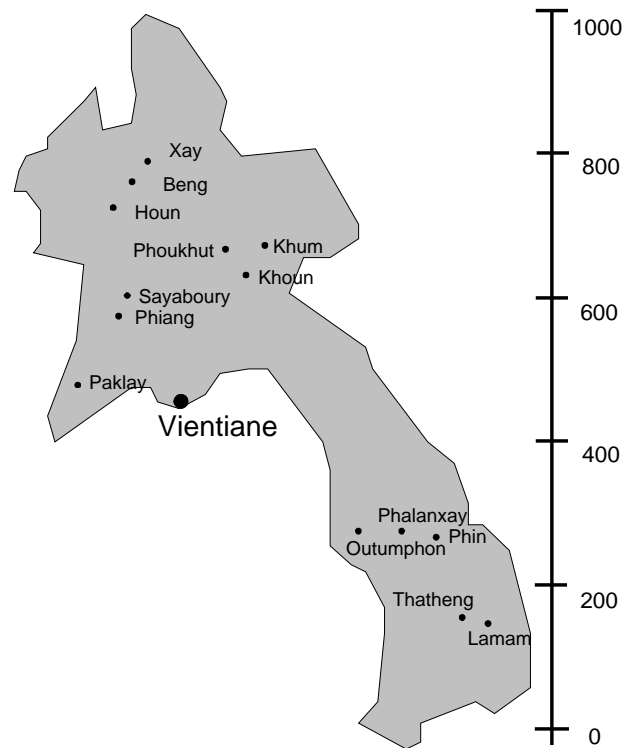 1000
Xay
800
Beng
Houn
Phoukhut
Khum
Khoun
Sayaboury
600
Phiang
Paklay
Vientiane
400
Phalanxay
Phin
Outumphon
200
Thatheng
Lamam
0